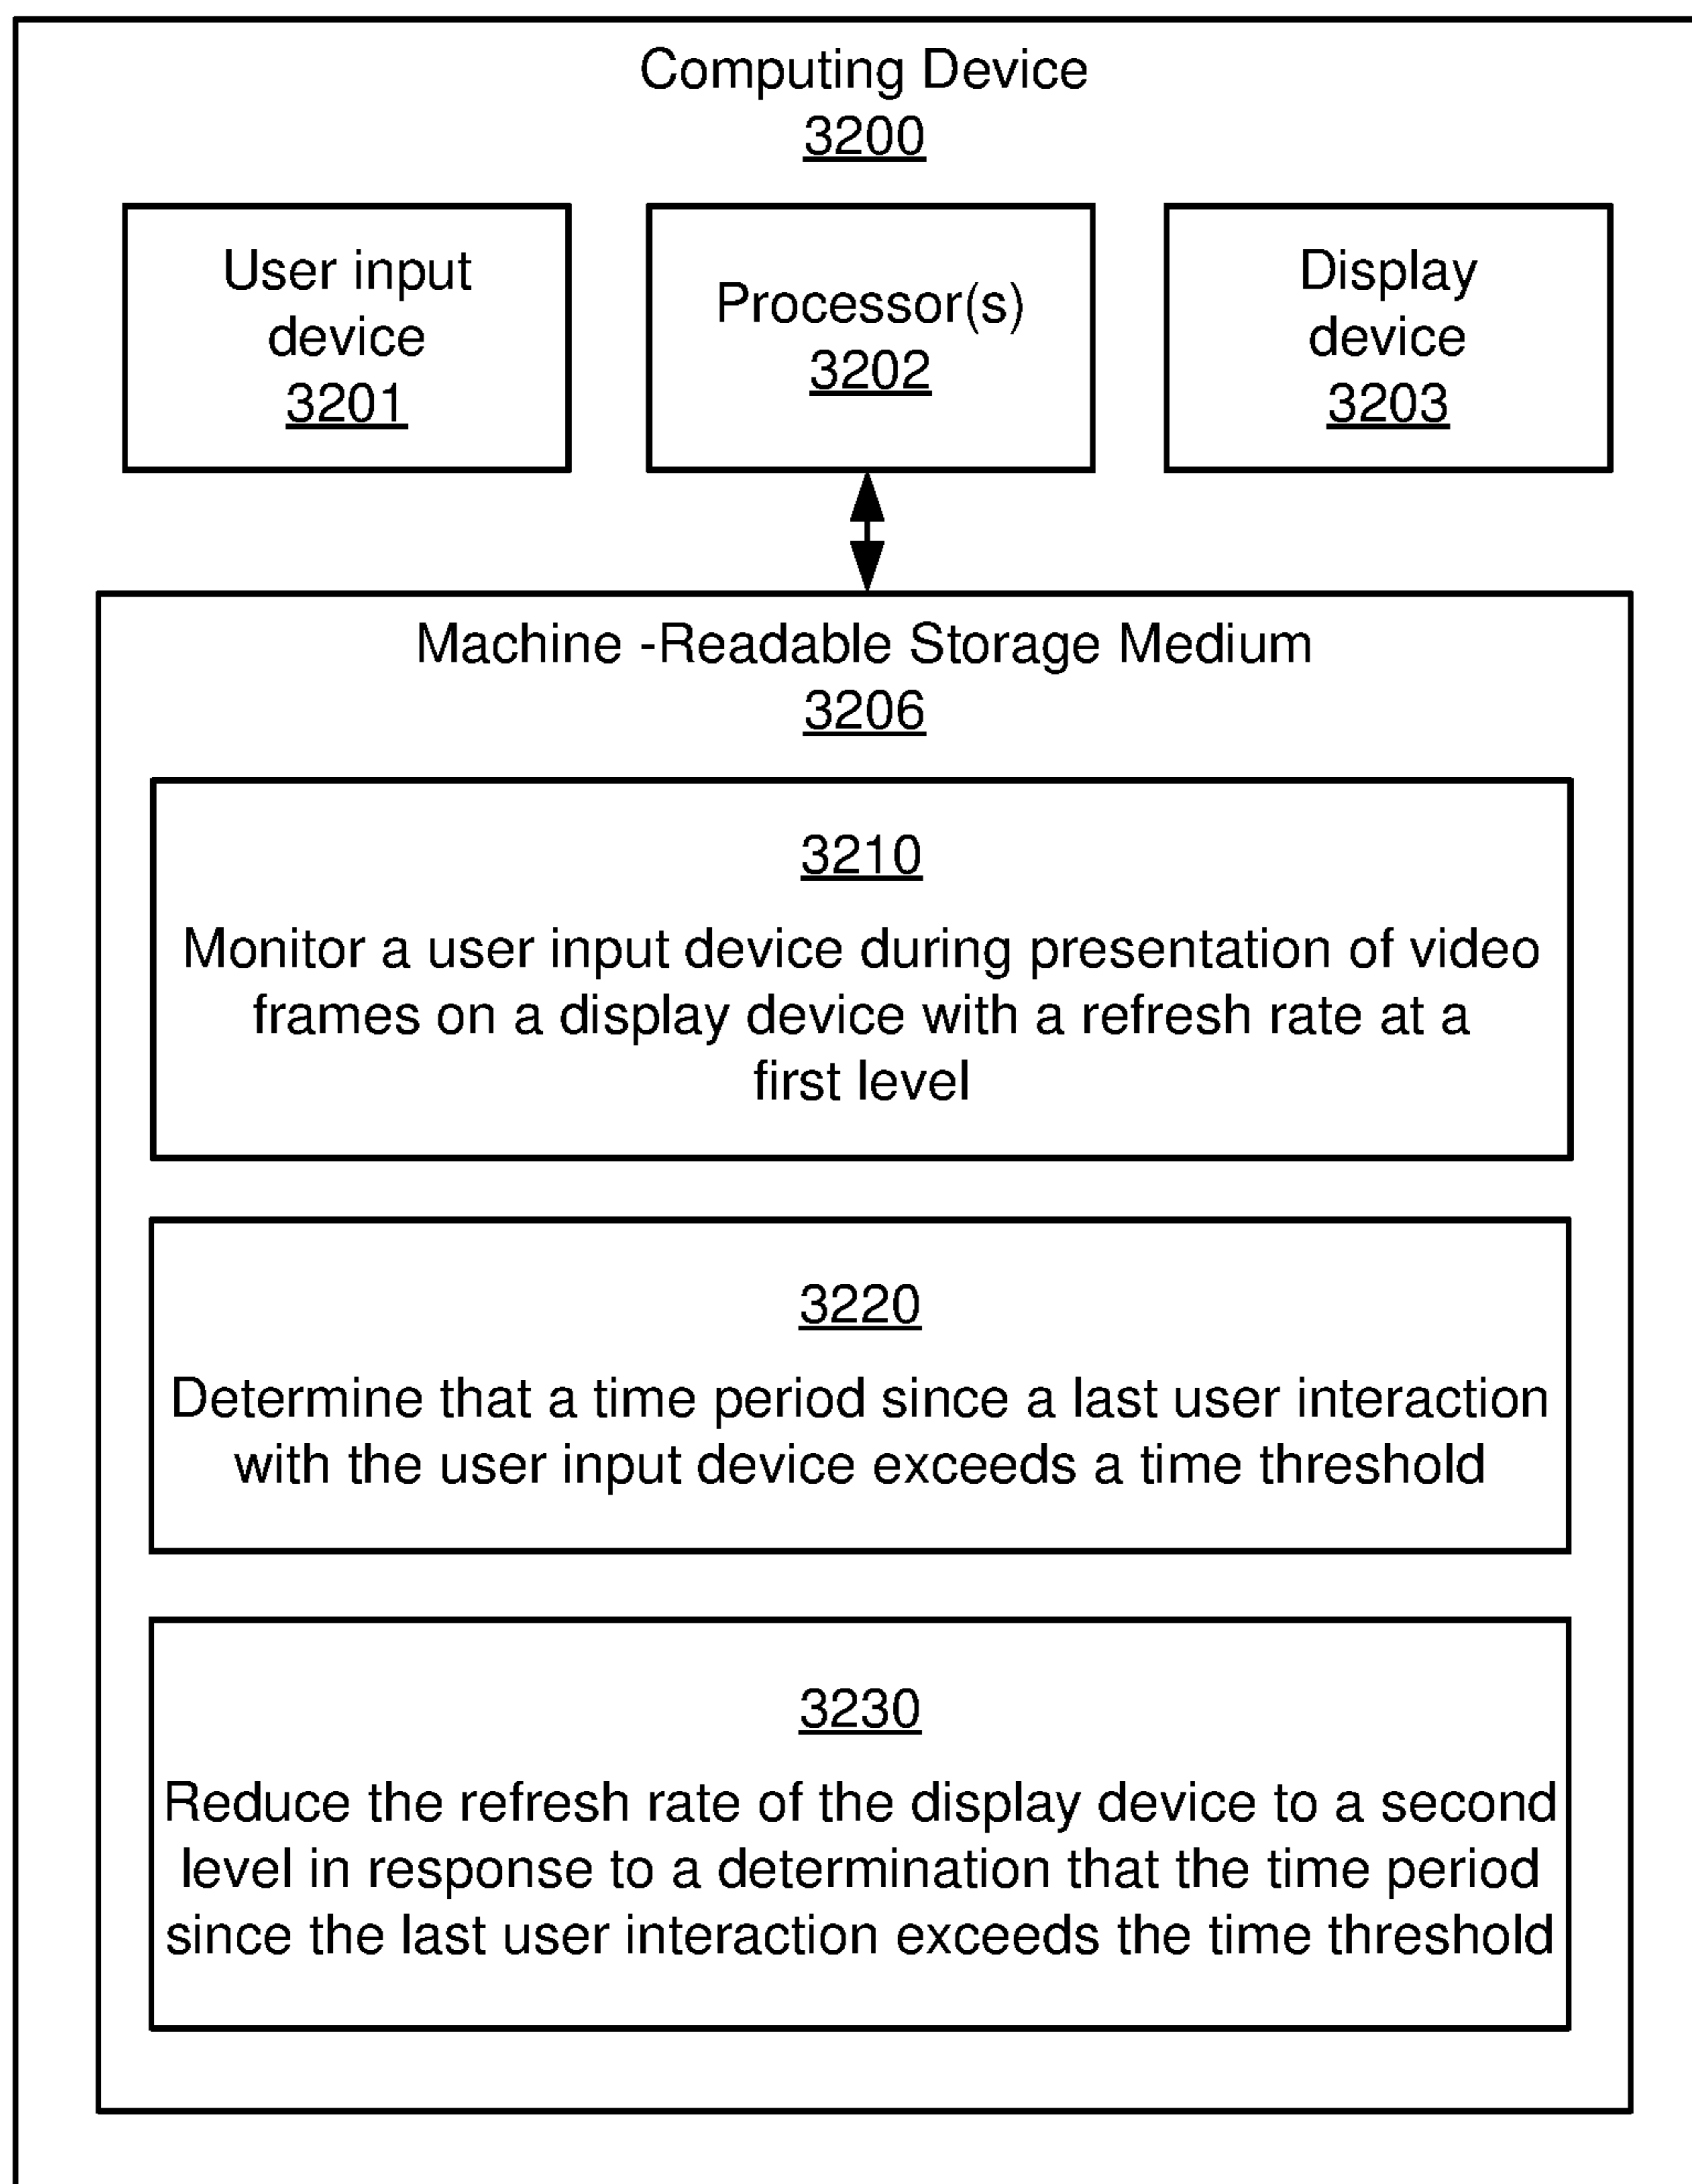 Computing Device
3200
User input
device
3201
Processor(s)
3202
Display
device
3203
Machine -Readable Storage Medium
3206
3210
Monitor a user input device during presentation of video
frames on a display device with a refresh rate at a
first level
3220
Determine that a time period since a last user interaction
with the user input device exceeds a time threshold
3230
Reduce the refresh rate of the display device to a second
level in response to a determination that the time period
since the last user interaction exceeds the time threshold